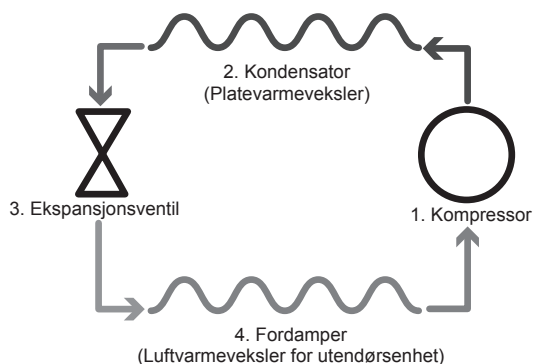 2. Kondensator
(Platevarmeveksler)
3. Ekspansjonsventil
1. Kompressor
4. Fordamper
(Luftvarmeveksler for utendørsenhet)